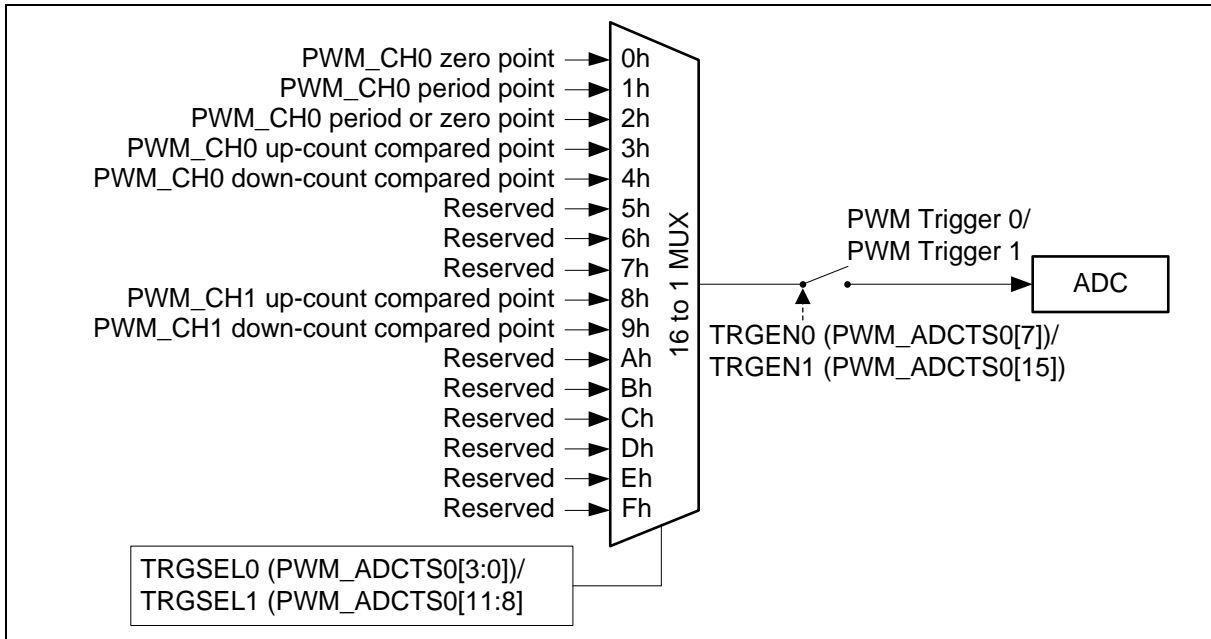 PWM_CH0 zero point 0h
PWM_CH0 period point 1h
PWM_CH0 period or zero point 2h
PWM_CH0 up-count compared point 3h
PWM_CH0 down-count compared point 4h
Reserved 5h
Reserved 6h
Reserved 7h
PWM_CH1 up-count compared point 8h
PWM_CH1 down-count compared point 9h
Reserved Ah
Reserved Bh
Reserved Ch
Reserved Dh
Reserved Eh
Reserved Fh
16 to 1 MUX
PWM Trigger 0/
PWM Trigger 1
ADC
TRGEN0 (PWM_ADCTS0[7])/
TRGEN1 (PWM_ADCTS0[15])
TRGSEL0 (PWM_ADCTS0[3:0])/
TRGSEL1 (PWM_ADCTS0[11:8]